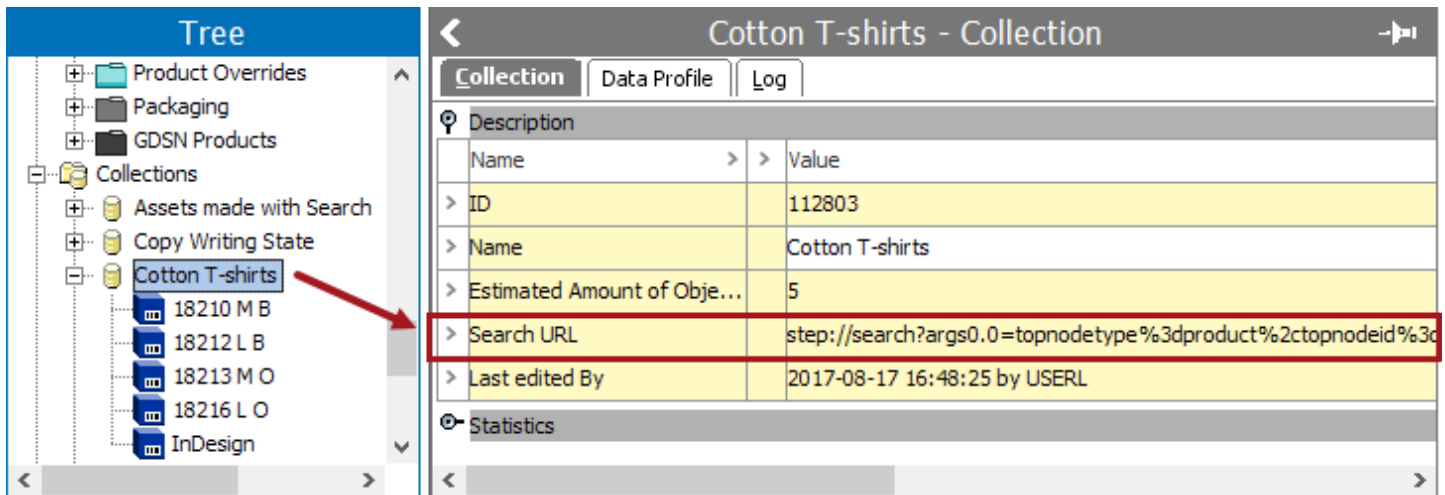 Tree
Product Overrides
Packaging
GDSN Products
Collections
Assets made with Search
Copy Writing State
Cotton T-shirts
18210 M B
18212 L B
18213 M O
18216 L O
InDesign
Cotton T-shirts - Collection
Collection Data Profile Log
Description
Name > > Value
> ID 112803
> Name Cotton T-shirts
> Estimated Amount of Obje... 5
> Search URL step://search?args0.0=topnodetype%3dproduct%2ctopnodeid%3d
> Last edited By 2017-08-17 16:48:25 by USERL
Statistics